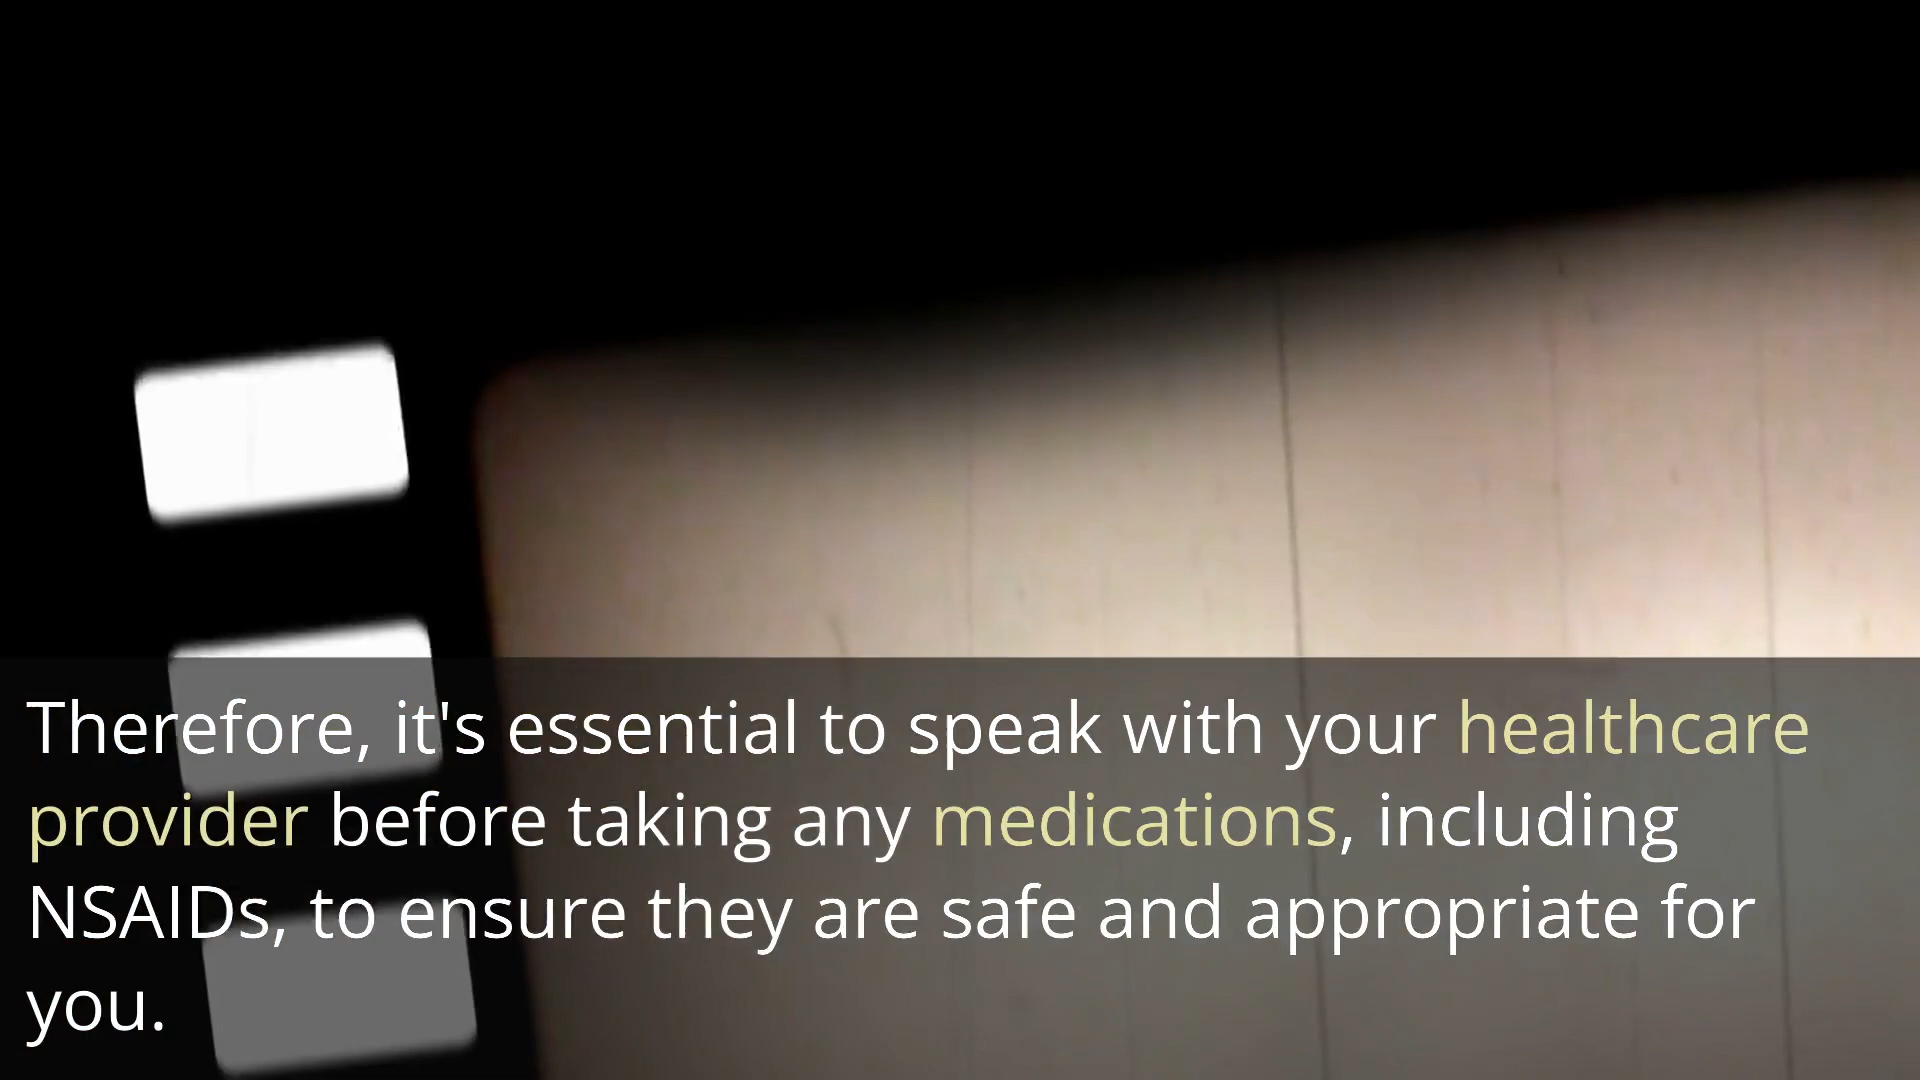 Therefore, it's essential to speak with your healthcare
provider before taking any medications, including
NSAIDs, to ensure they are safe and appropriate for
you.